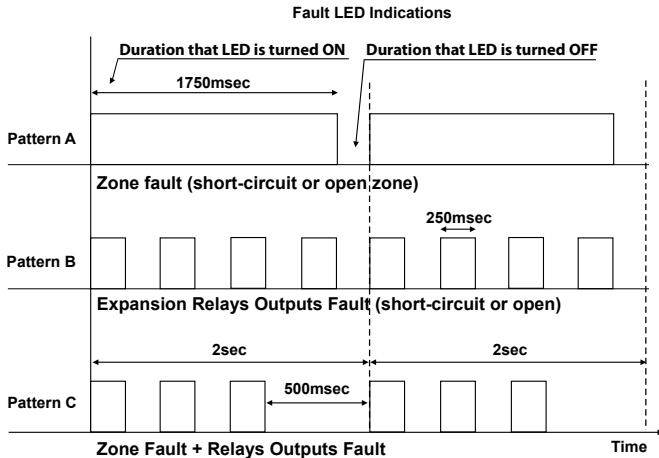 Fault LED Indications
Duration that LED is turned ON
Duration that LED is turned OFF
1750msec
Pattern A
Zone fault (short-circuit or open zone)
250msec
Pattern B
Expansion Relays Outputs Fault (short-circuit or open)
2sec
2sec
500msec
Pattern C
Zone Fault + Relays Outputs Fault
Time